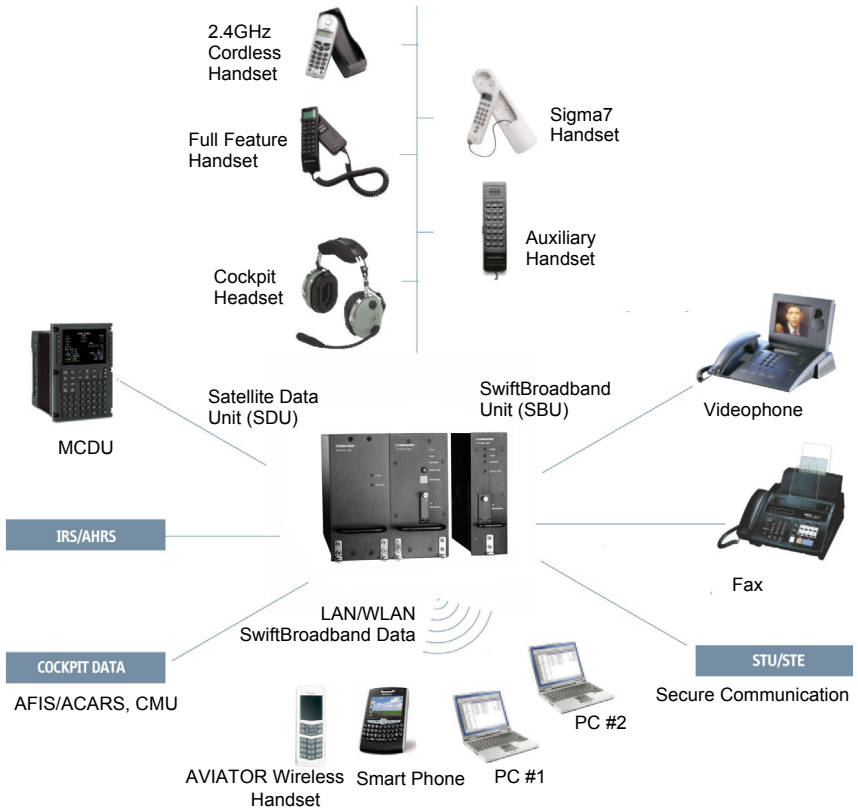 2.4GHz
Cordless
Handset
Sigma7
Handset
Full Feature
Handset
Auxiliary
Handset
Cockpit
Headset
MCDU
Satellite Data
Unit (SDU)
SwiftBroadband
Unit (SBU)
Videophone
IRS/AHRS
Fax
LAN/WLAN
SwiftBroadband Data
COCKPIT DATA
AFIS/ACARS, CMU
STU/STE
Secure Communication
PC #2
PC #1
Smart Phone
AVIATOR Wireless
Handset